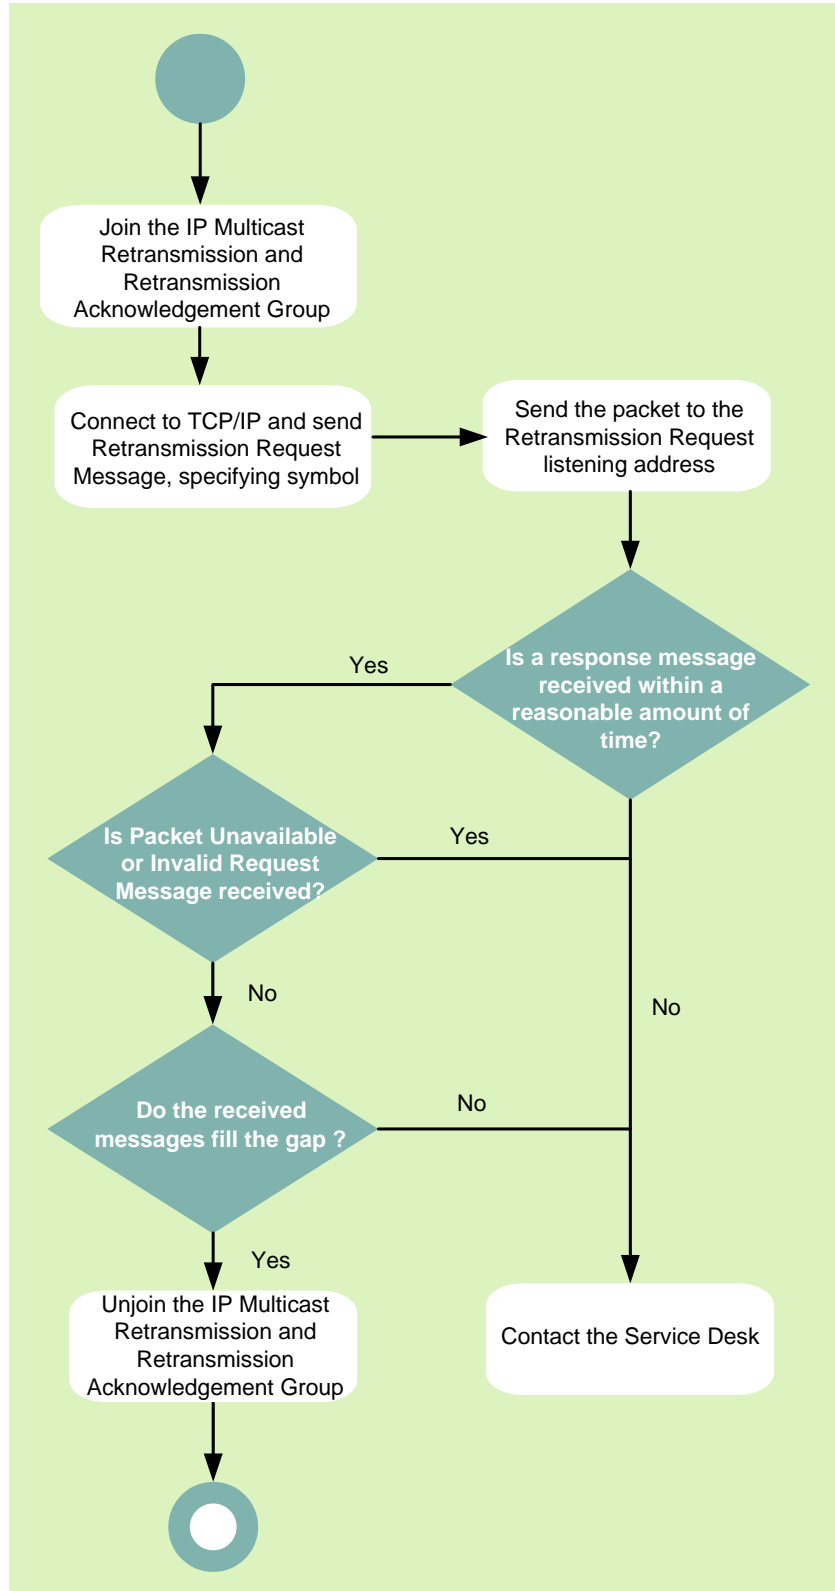 Join the IP Multicast
Retransmission and
Retransmission
Acknowledgement Group
Connect to TCP/IP and send
Retransmission Request
Message, specifying symbol
Send the packet to the
Retransmission Request
listening address
Is a response message
received within a
reasonable amount of
time?
Yes
Is Packet Unavailable
or Invalid Request
Message received?
Yes
No
No
Do the received
messages fill the gap ?
No
Yes
Unjoin the IP Multicast
Retransmission and
Retransmission
Acknowledgement Group
Contact the Service Desk